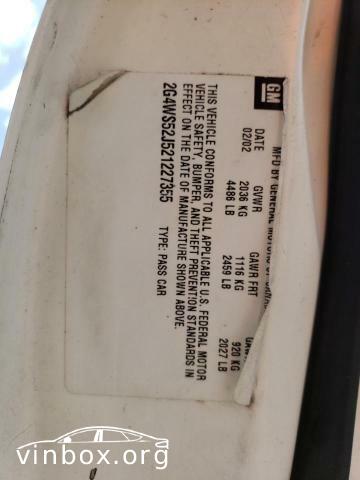 GM
MFD BY GENERAL MOTORS OF
DATE GVWR GAWR FRT
02/02 2036 KG 1116 KG 920 KG
4486 LB 2459 LB 2027 LB
THIS VEHICLE CONFORMS TO ALL APPLICABLE U.S. FEDERAL MOTOR
VEHICLE SAFETY, BUMPER, AND THEFT PREVENTION STANDARDS IN
EFFECT ON THE DATE OF MANUFACTURE SHOWN ABOVE.
2G4WS52J521227355 TYPE: PASS CAR
vinbox.org